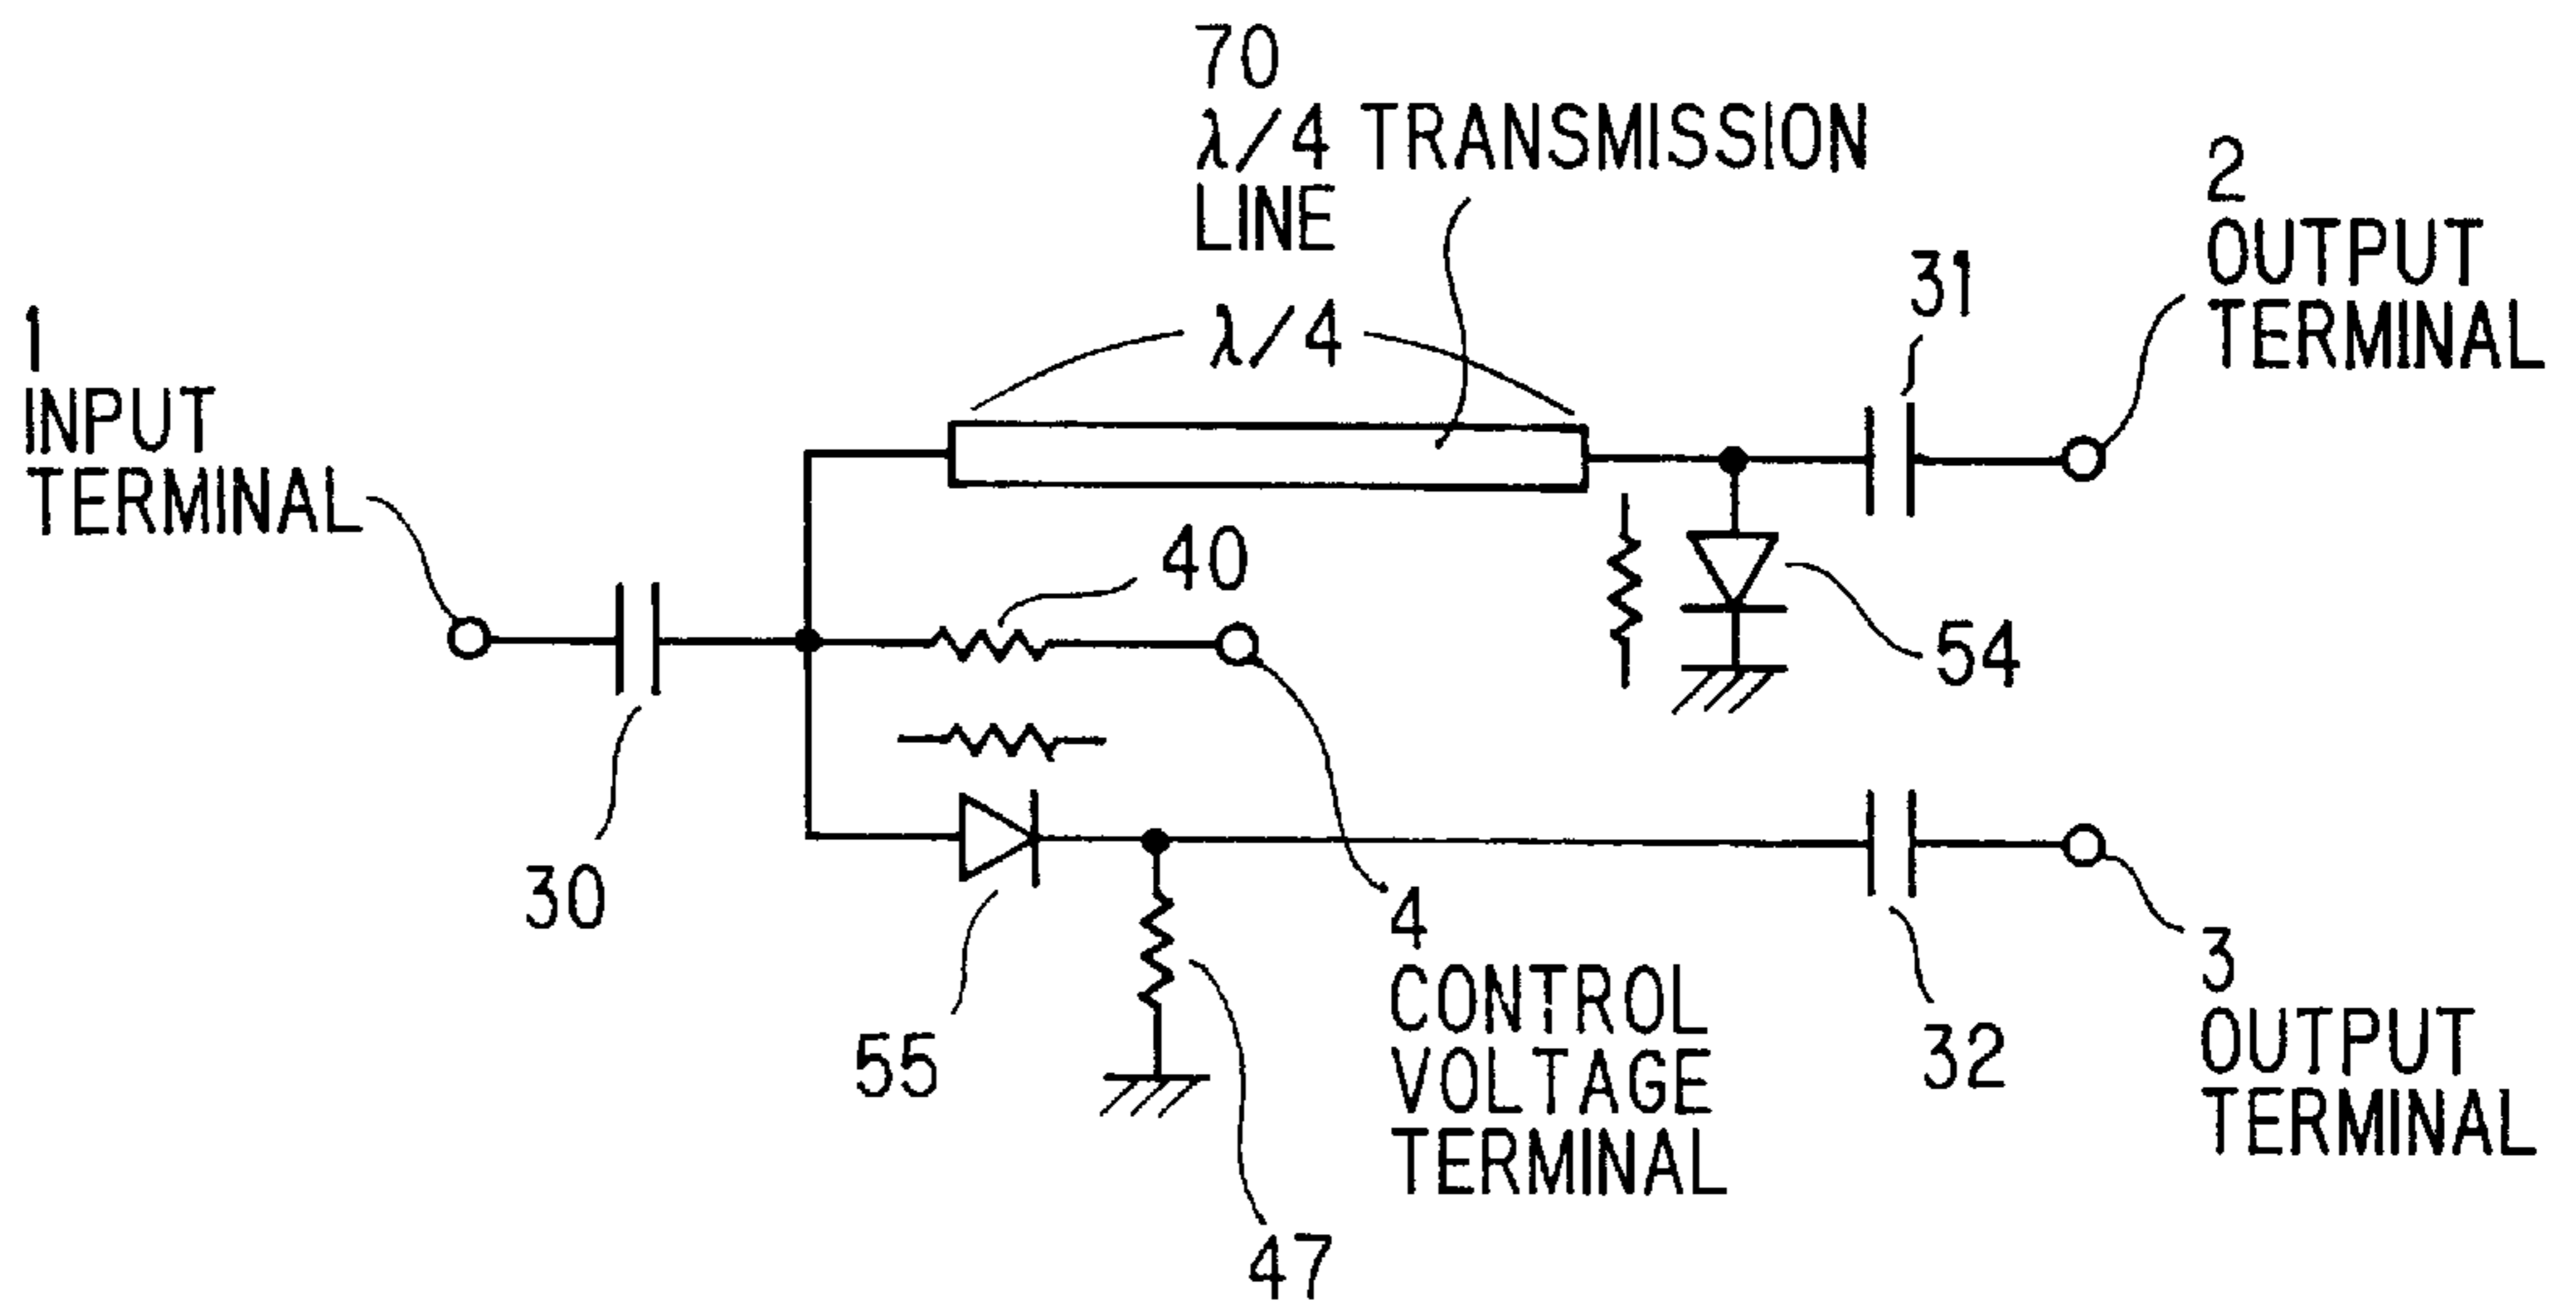 70
λ/4 TRANSMISSION
LINE
λ/4
2
OUTPUT
TERMINAL
31
1
INPUT
TERMINAL
40
54
30
55
4
CONTROL
VOLTAGE
TERMINAL
32
3
OUTPUT
TERMINAL
47